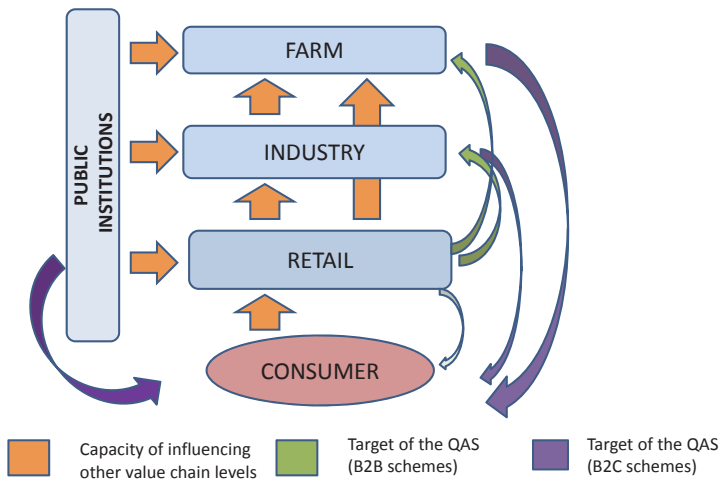 PUBLIC
INSTITUTIONS
FARM
INDUSTRY
RETAIL
CONSUMER
Capacity of influencing
other value chain levels
Target of the QAS
(B2B schemes)
Target of the QAS
(B2C schemes)